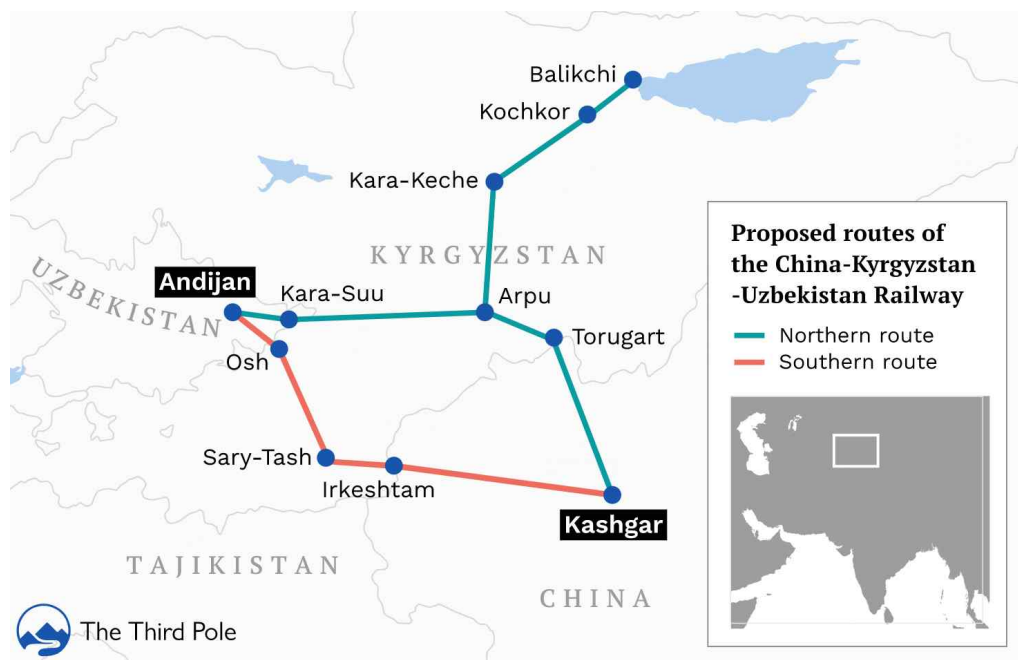 Balikchi
Kochkor
Kara-Keche
KYRGYZSTAN
UZBEKISTAN
Andijan
Kara-Suu
Arpu
Torugart
Osh
Sary-Tash
Irkeshtam
Kashgar
TAJIKISTAN
CHINA
The Third Pole
Proposed routes of
the China-Kyrgyzstan
-Uzbekistan Railway
Northern route
Southern route